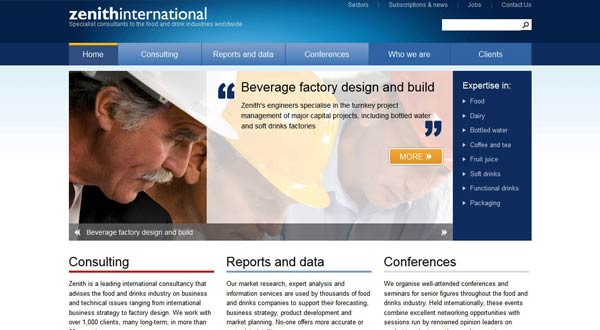 Sectors | Subscriptions & news | Jobs | Contact Us
zenithinternational
Specialist consultants to the food and drink industries worldwide
Home Consulting Reports and data Conferences Who we are Clients
“ Beverage factory design and build
Zenith's engineers specialise in the turnkey project
management of major capital projects, including bottled water
and soft drinks factories ”
MORE »
Expertise in:
Food
Dairy
Bottled water
Coffee and tea
Fruit juice
Soft drinks
Functional drinks
Packaging
« Beverage factory design and build »
Consulting
Zenith is a leading international consultancy that
advises the food and drinks industry on business
and technical issues ranging from international
business strategy to factory design. We work with
over 1,000 clients, many long-term, in more than
Reports and data
Our market research, expert analysis and
information services are used by thousands of food
and drinks companies to support their forecasting,
business strategy, product development and
market planning. No-one offers more accurate or
Conferences
We organise well-attended conferences and
seminars for senior figures throughout the food and
drinks industry. Held internationally, these events
combine excellent networking opportunities with
sessions run by renowned opinion leaders on